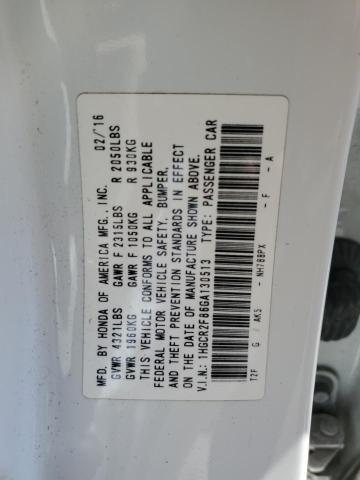 MFD. BY HONDA OF AMERICA MFG., INC. 02/'16
GVWR 4321LBS GAWR F 2315LBS R 2050LBS
GVWR 1960KG GAWR F 1050KG R 930KG
THIS VEHICLE CONFORMS TO ALL APPLICABLE
FEDERAL MOTOR VEHICLE SAFETY, BUMPER,
AND THEFT PREVENTION STANDARDS IN EFFECT
ON THE DATE OF MANUFACTURE SHOWN ABOVE.
V.I.N.: 1HGCR2F86GA130513 TYPE: PASSENGER CAR
T2F G / AK5 - NH788PX - F - A